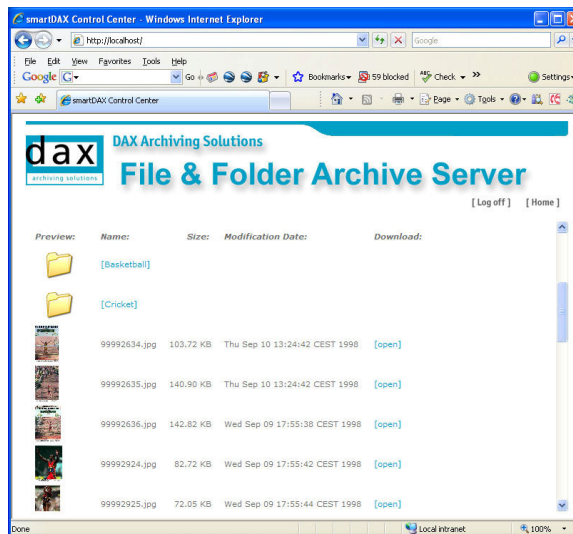 smartDAX Control Center - Windows Internet Explorer
http://localhost/
Google
File Edit View Favorites Tools Help
Google G Go Bookmarks 59 blocked ABC Check » Settings
smartDAX Control Center Page Tools
dax
archiving solutions
DAX Archiving Solutions
File & Folder Archive Server
[ Log off ] [ Home ]
Preview: Name: Size: Modification Date: Download:
[Basketball]
[Cricket]
99992634.jpg 103.72 KB Thu Sep 10 13:24:42 CEST 1998 [open]
99992635.jpg 140.90 KB Thu Sep 10 13:24:42 CEST 1998 [open]
99992636.jpg 142.82 KB Wed Sep 09 17:55:38 CEST 1998 [open]
99992924.jpg 82.72 KB Wed Sep 09 17:55:42 CEST 1998 [open]
99992925.jpg 72.05 KB Wed Sep 09 17:55:44 CEST 1998 [open]
Done Local intranet 100%